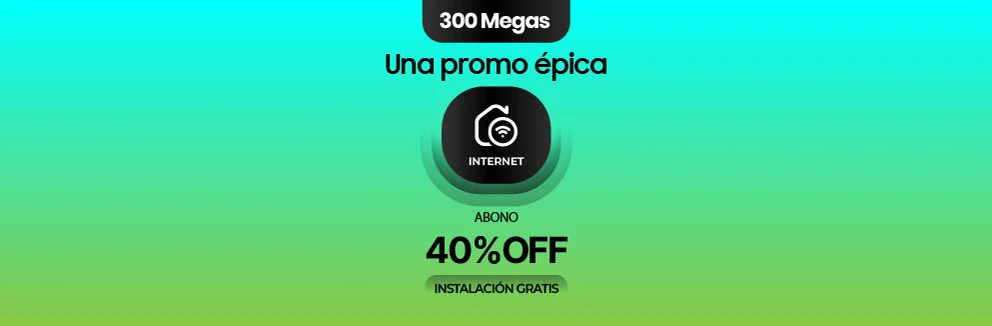 300 Megas
Una promo épica
INTERNET
ABONO
40%OFF
INSTALACIÓN GRATIS